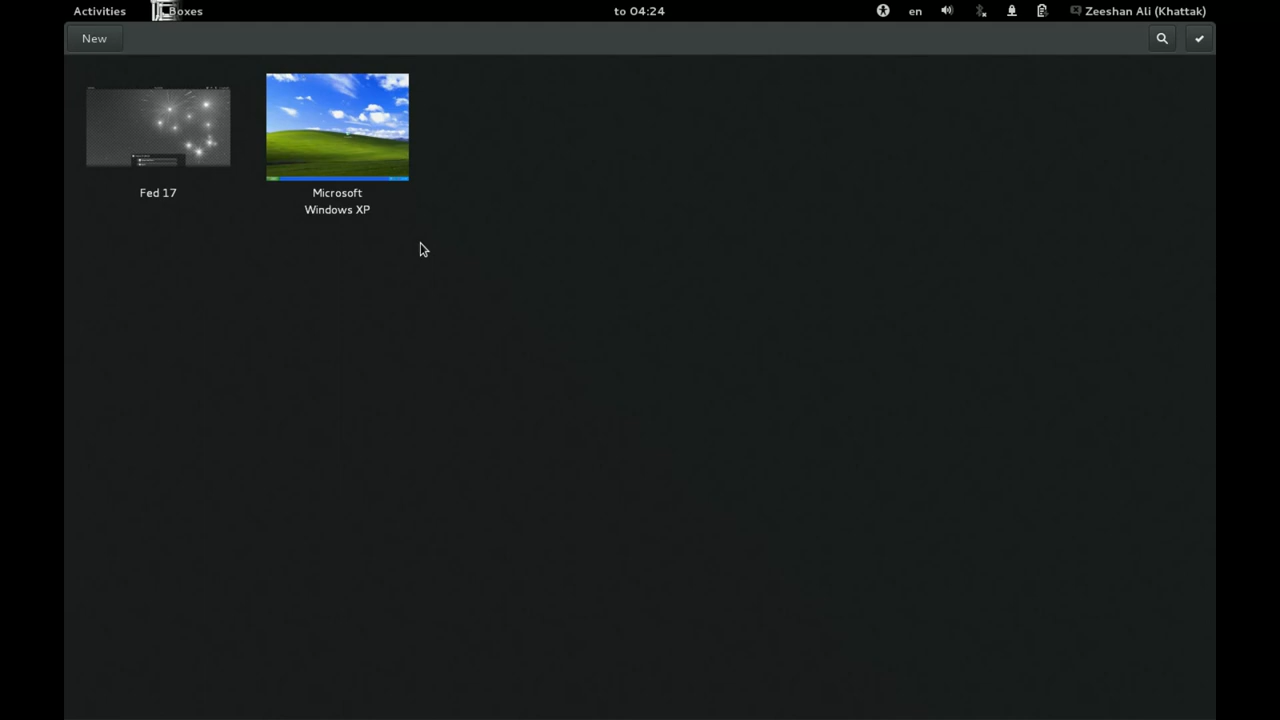 Activities
Boxes
to 04:24
en
Zeeshan Ali (Khattak)
New
Fed 17
Microsoft
Windows XP